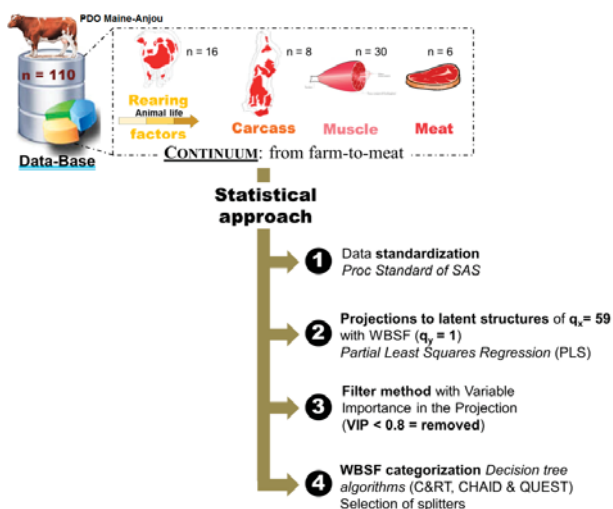 PDO Maine-Anjou
n = 110
Data-Base
n = 16
n = 8
n = 30
n = 6
Rearing
Animal life
factors
Carcass
Muscle
Meat
CONTINUUM: from farm-to-meat
Statistical
approach
1 Data standardization
Proc Standard of SAS
2 Projections to latent structures of qx= 59
with WBSF (qy = 1)
Partial Least Squares Regression (PLS)
3 Filter method with Variable
Importance in the Projection
(VIP < 0.8 = removed)
4 WBSF categorization Decision tree
algorithms (C&RT, CHAID & QUEST)
Selection of splitters